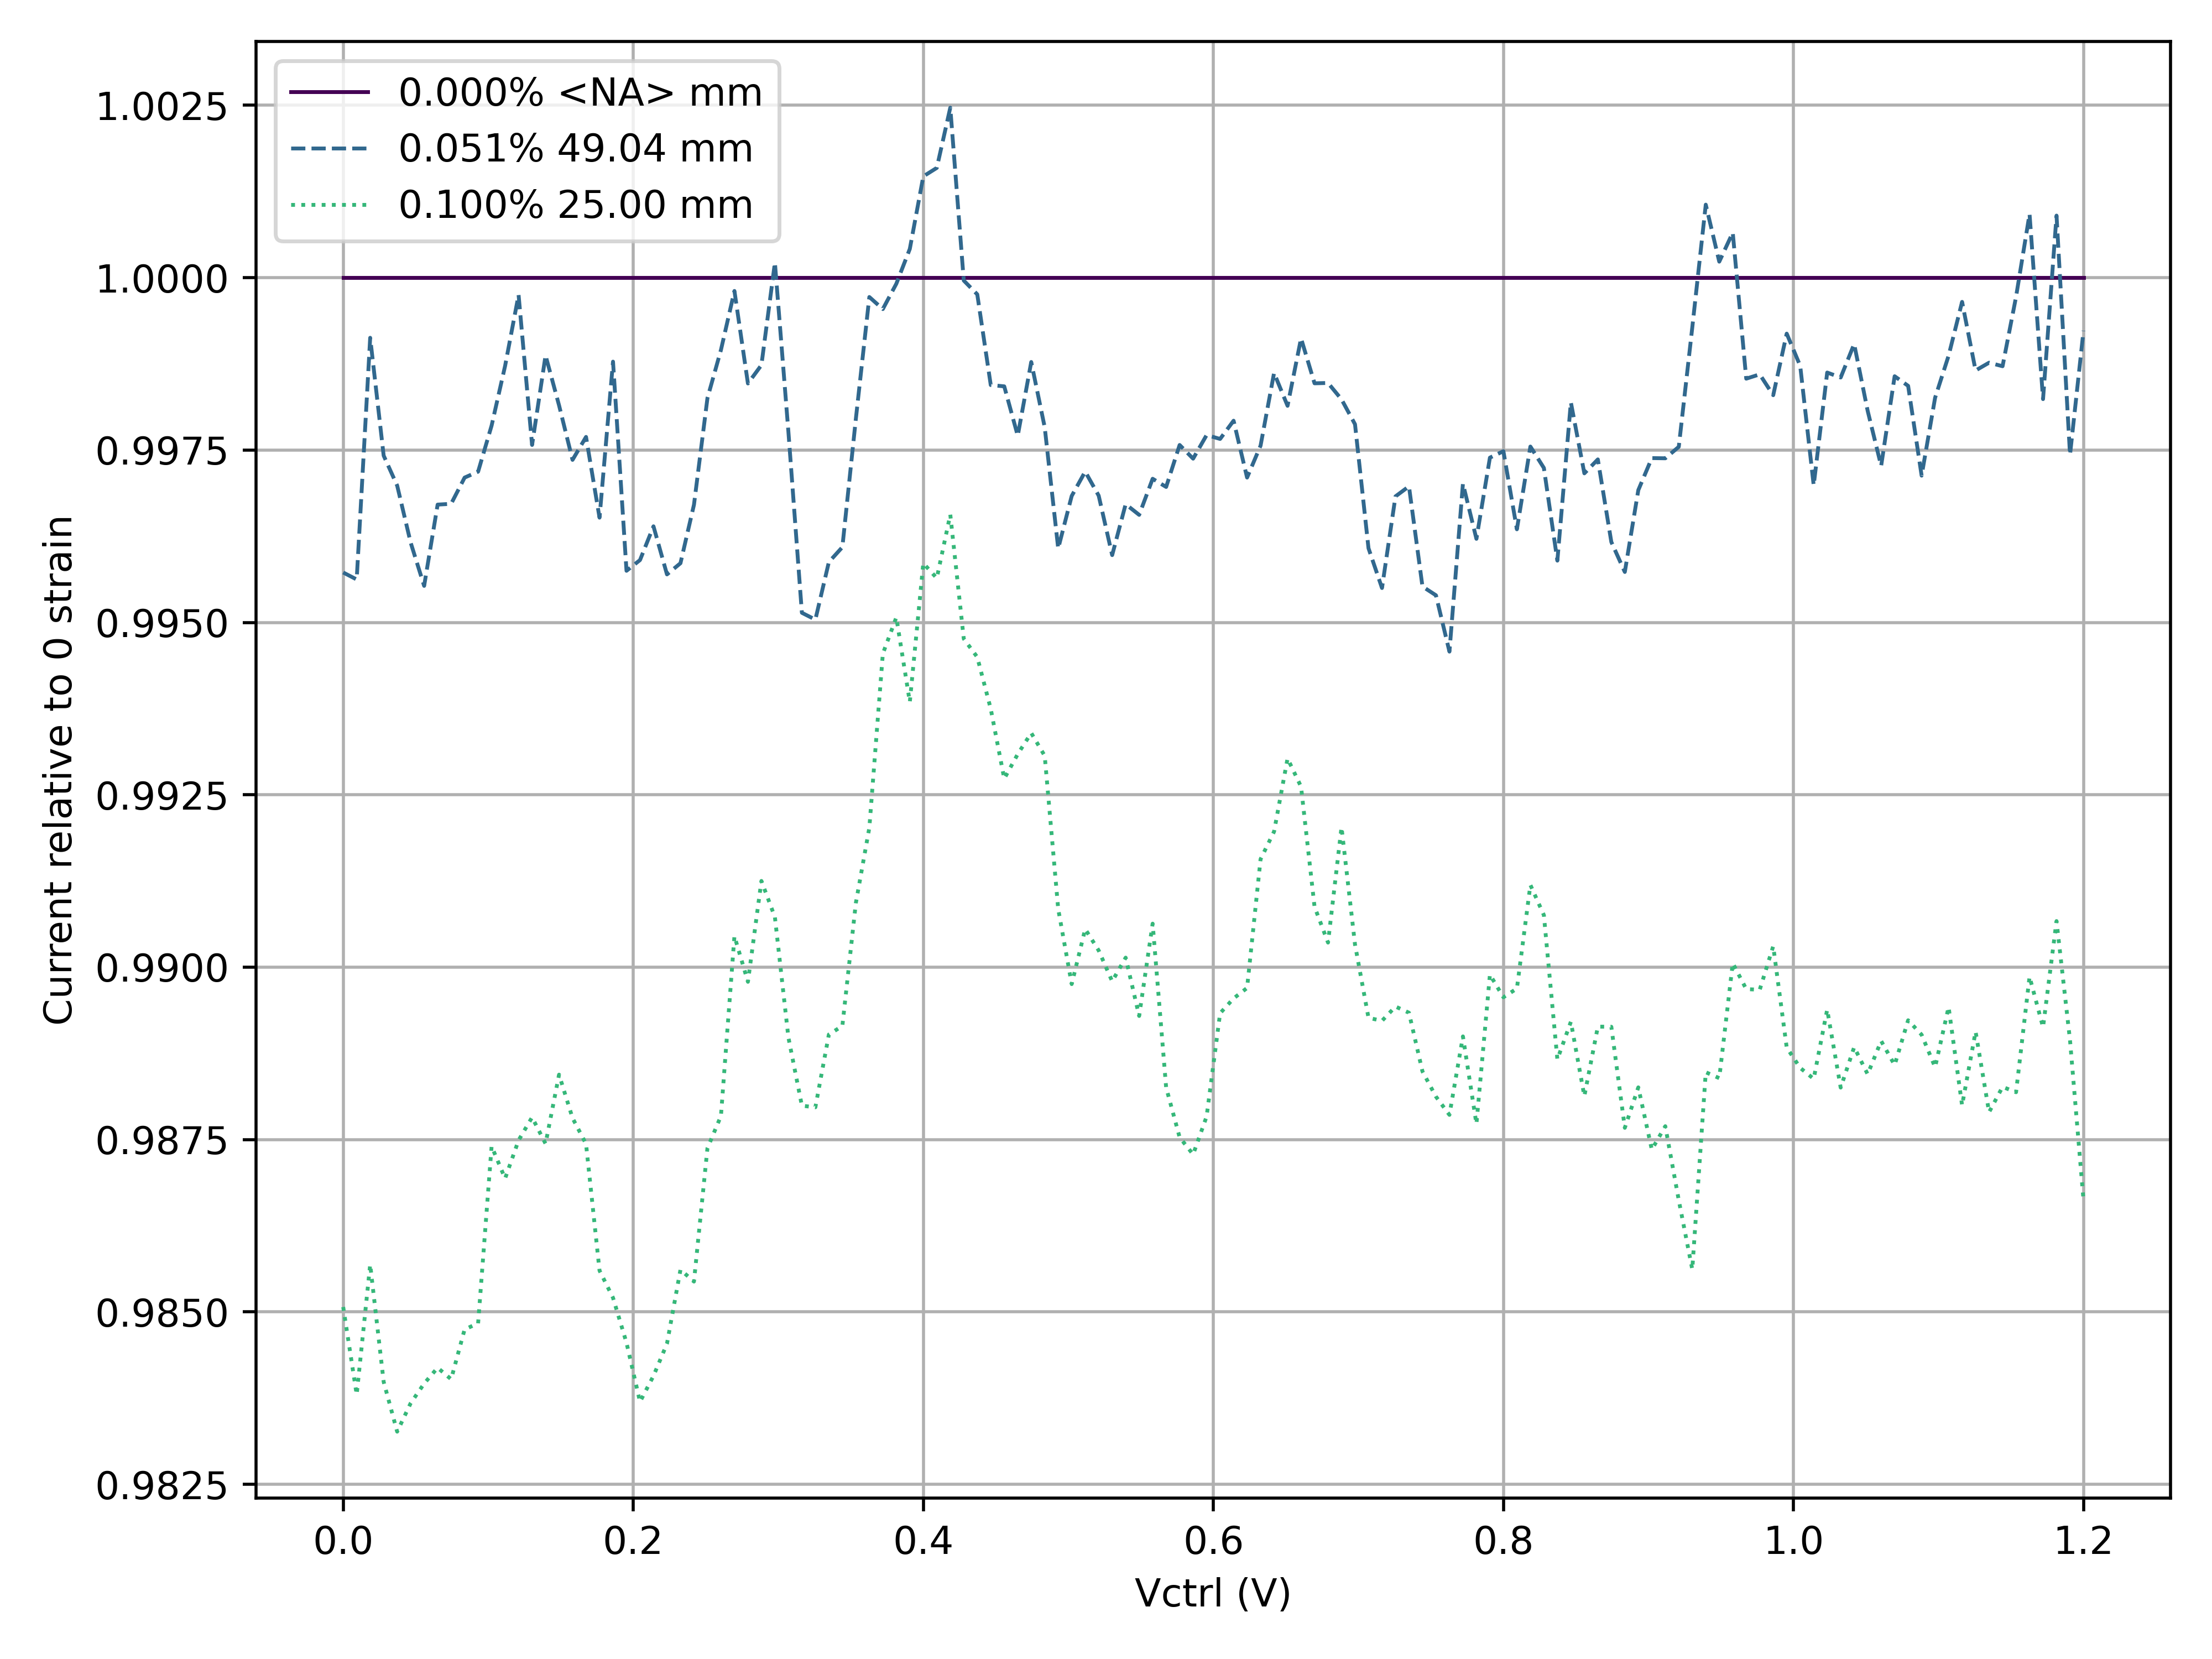 0.000% <NA> mm
0.051% 49.04 mm
0.100% 25.00 mm
1.0025
1.0000
0.9975
0.9950
0.9925
0.9900
0.9875
0.9850
0.9825
Current relative to 0 strain
0.0 0.2 0.4 0.6 0.8 1.0 1.2
Vctrl (V)